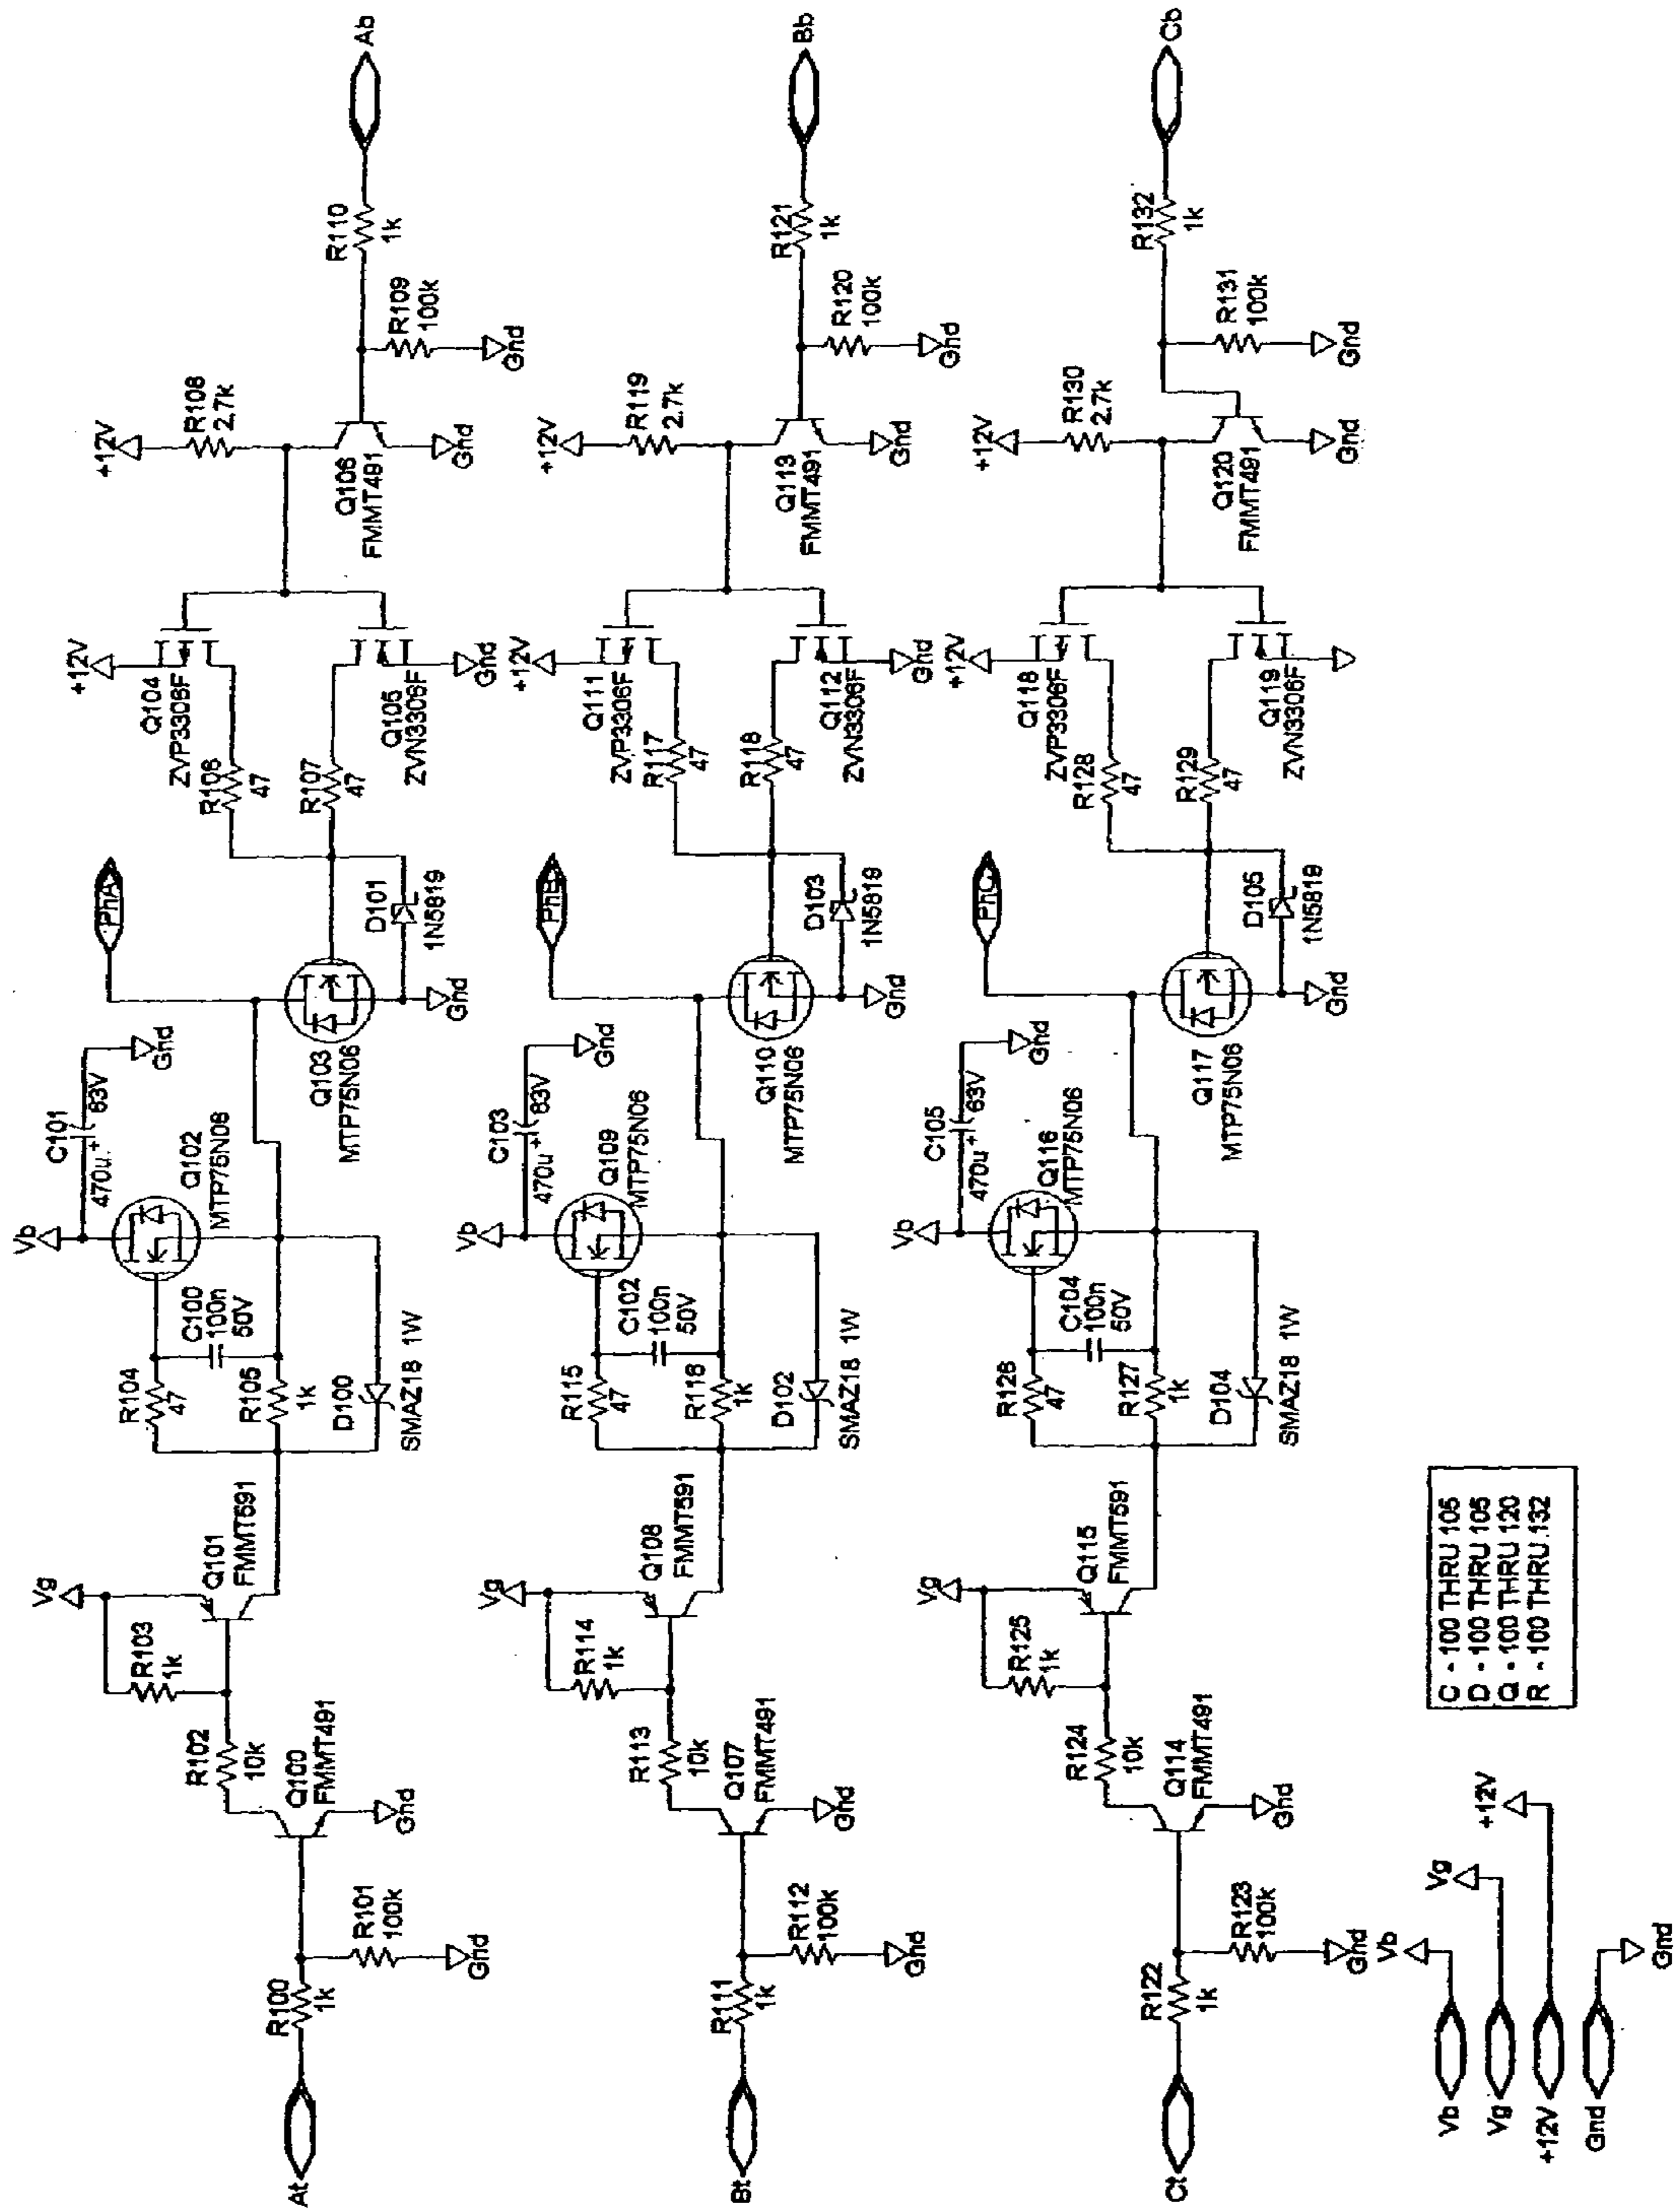 At
R100
1k
R101
100k
Gnd
R102
10k
Q100
FMMT491
Gnd
Vg
R103
1k
Q101
FMMT591
R104
47
C100
100n
50V
R105
1k
D100
SMAZ18 1W
Vb
C101
470u + 63V
Gnd
Q102
MTP75N06
PhA
Q103
MTP75N06
Gnd
D101
1N5819
R106
47
R107
47
+12V
Q104
ZVP3306F
Q105
ZVN3306F
Gnd
+12V
R108
2.7k
Q106
FMMT491
Gnd
R109
100k
Gnd
R110
1k
Ab
Bt
R111
1k
R112
100k
Gnd
R113
10k
Q107
FMMT491
Gnd
Vg
R114
1k
Q108
FMMT591
R115
47
C102
100n
50V
R116
1k
D102
SMAZ18 1W
Vb
C103
470u + 63V
Gnd
Q109
MTP75N06
PhB
Q110
MTP75N06
Gnd
D103
1N5819
R117
47
R118
47
+12V
Q111
ZVP3306F
Q112
ZVN3306F
Gnd
+12V
R119
2.7k
Q113
FMMT491
Gnd
R120
100k
Gnd
R121
1k
Bb
Ct
R122
1k
R123
100k
Gnd
R124
10k
Q114
FMMT491
Gnd
Vg
R125
1k
Q115
FMMT591
R126
47
C104
100n
50V
R127
1k
D104
SMAZ18 1W
Vb
C105
470u + 63V
Gnd
Q116
MTP75N06
PhC
Q117
MTP75N06
Gnd
D105
1N5819
R128
47
R129
47
+12V
Q118
ZVP3306F
Q119
ZVN3306F
+12V
R130
2.7k
Q120
FMMT491
Gnd
R131
100k
Gnd
R132
1k
Cb
Vb
Vb
Vg
Vg
+12V
+12V
Gnd
Gnd
C - 100 THRU 105
D - 100 THRU 105
Q - 100 THRU 120
R - 100 THRU 132